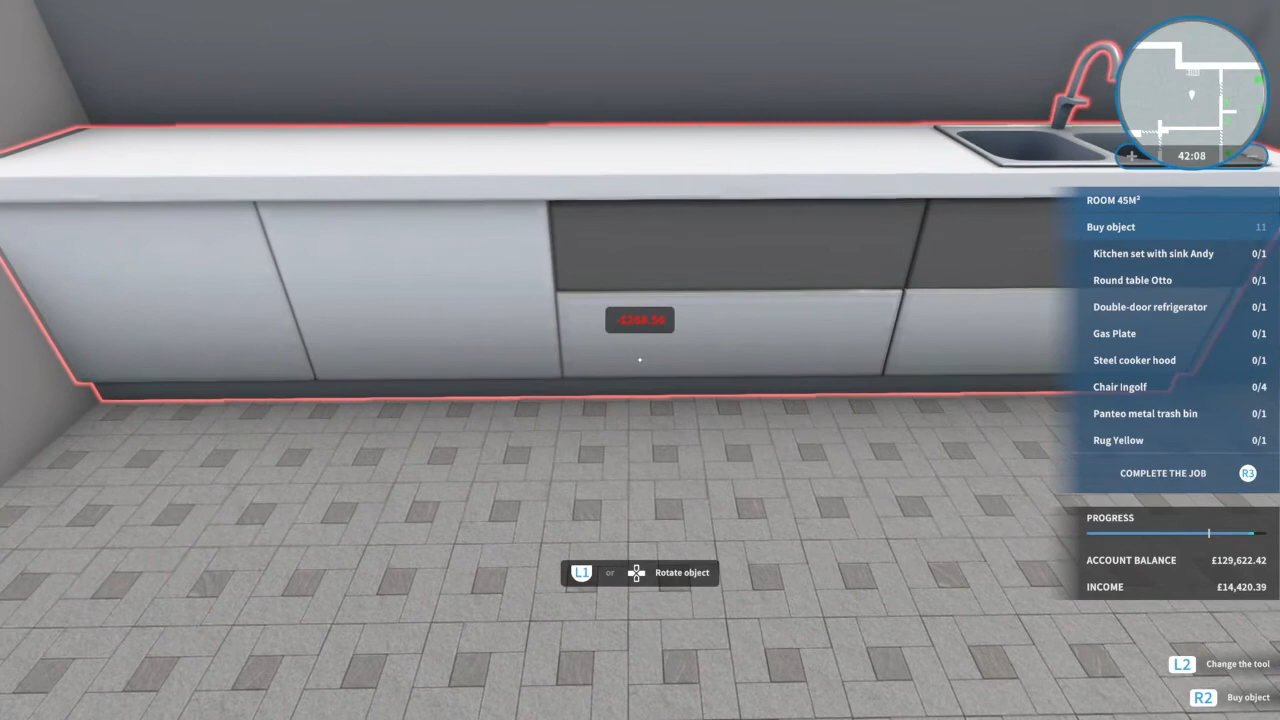 42:08
ROOM 45M²
Buy object 11
Kitchen set with sink Andy 0/1
Round table Otto 0/1
Double-door refrigerator 0/1
Gas Plate 0/1
Steel cooker hood 0/1
Chair Ingolf 0/4
Panteo metal trash bin 0/1
Rug Yellow 0/1
COMPLETE THE JOB R3
PROGRESS
ACCOUNT BALANCE £129,622.42
INCOME £14,420.39
L1 or Rotate object
L2 Change the tool
R2 Buy object